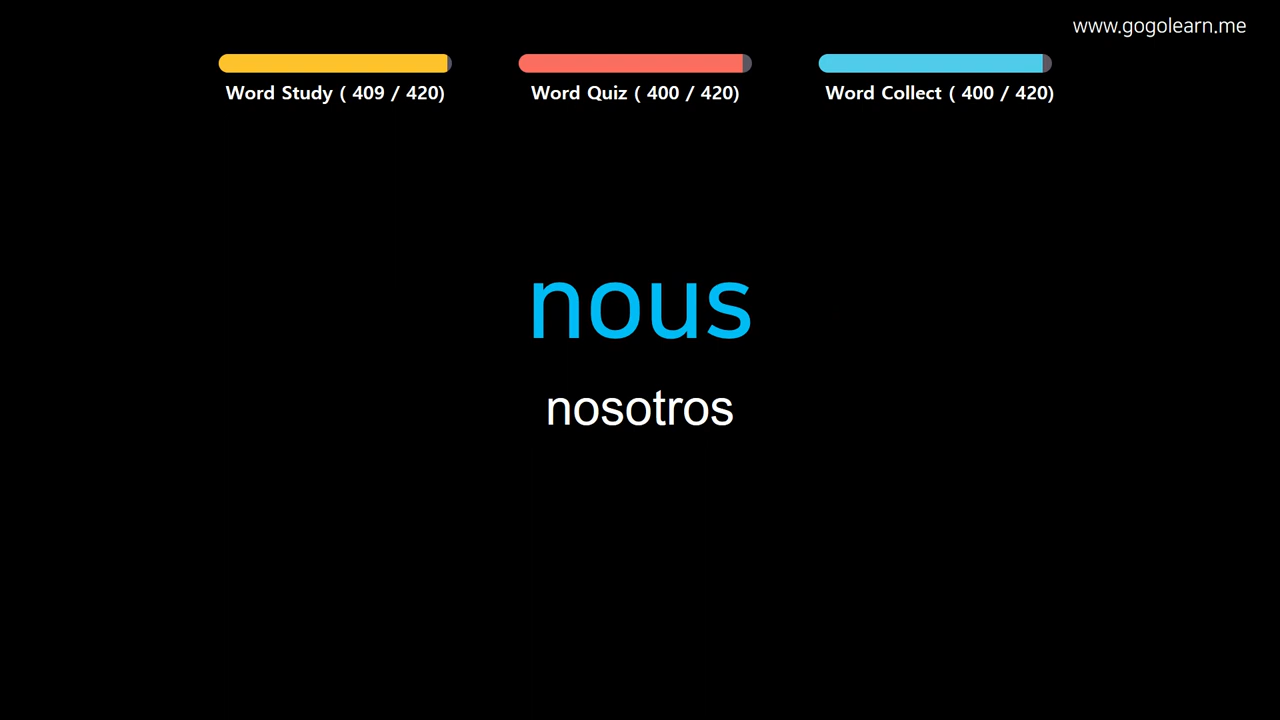 www.gogolearn.me
Word Study ( 409 / 420)
Word Quiz ( 400 / 420)
Word Collect ( 400 / 420)
nous
nosotros